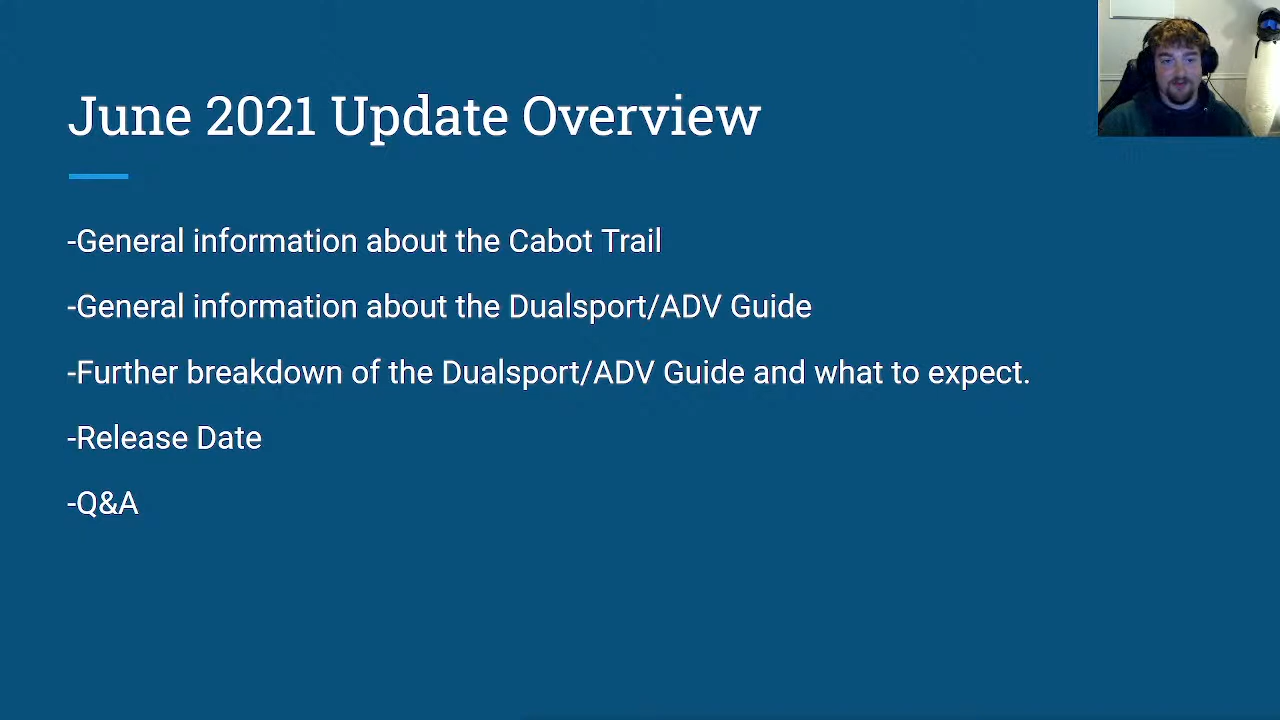 June 2021 Update Overview
-General information about the Cabot Trail
-General information about the Dualsport/ADV Guide
-Further breakdown of the Dualsport/ADV Guide and what to expect.
-Release Date
-Q&A